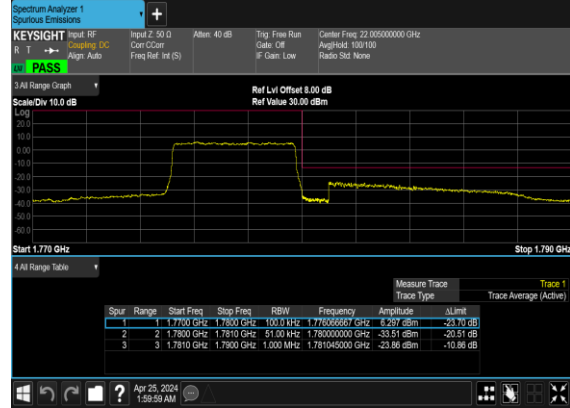 Spectrum Analyzer 1
Spurious Emissions
+
KEYSIGHT Input: RF Input Z: 50 Ω Atten: 40 dB Trig: Free Run Center Freq: 22.005000000 GHz
R T Coupling: DC Corr CCorr Gate: Off Avg|Hold: 100/100
Align: Auto Freq Ref: Int (S) IF Gain: Low Radio Std: None
PASS
3 All Range Graph
Ref Lvl Offset 8.00 dB
Scale/Div 10.0 dB Ref Value 30.00 dBm
Log
20.0
10.0
0.00
-10.0
-20.0
-30.0
-40.0
-50.0
-60.0
Start 1.770 GHz Stop 1.790 GHz
4 All Range Table
Measure Trace Trace 1
Trace Type Trace Average (Active)
Spur Range Start Freq Stop Freq RBW Frequency Amplitude ΔLimit
1 1 1.7700 GHz 1.7800 GHz 100.0 kHz 1.776066667 GHz 6.297 dBm -23.70 dB
2 2 1.7800 GHz 1.7810 GHz 51.00 kHz 1.780000000 GHz -33.51 dBm -20.51 dB
3 3 1.7810 GHz 1.7900 GHz 1.000 MHz 1.781045000 GHz -23.86 dBm -10.86 dB
? Apr 25, 2024
1:59:59 AM